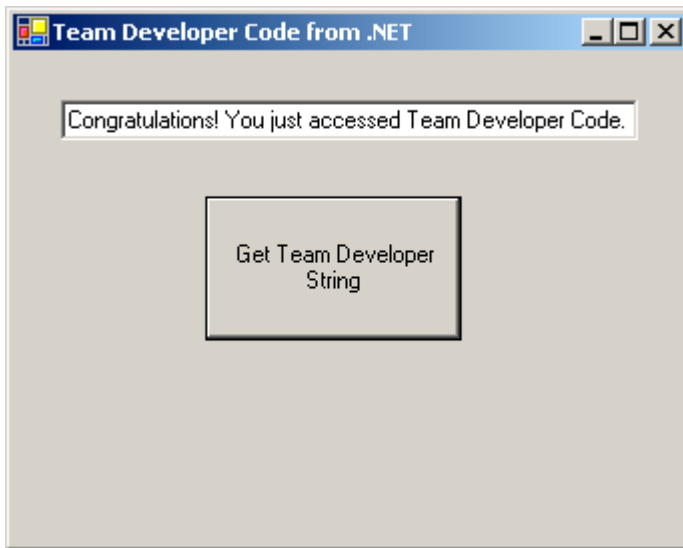 Team Developer Code from .NET
Congratulations! You just accessed Team Developer Code.
Get Team Developer
String